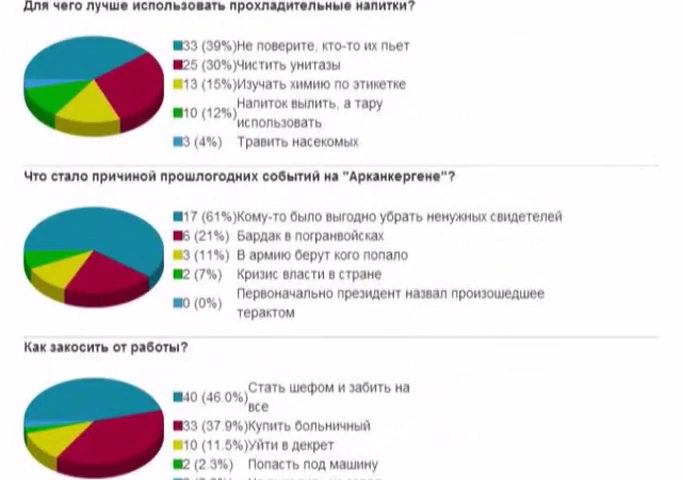 Для чего лучше использовать прохладительные напитки?
33 (39%)Не поверите, кто-то их пьет
25 (30%)Чистить унитазы
13 (15%)Изучать химию по этикетке
10 (12%)Напиток вылить, а тару
использовать
3 (4%) Травить насекомых
Что стало причиной прошлогодних событий на "Арканкергене"?
17 (61%)Кому-то было выгодно убрать ненужных свидетелей
6 (21%) Бардак в погранвойсках
3 (11%) В армию берут кого попало
2 (7%) Кризис власти в стране
0 (0%) Первоначально президент назвал произошедшее
терактом
Как закосить от работы?
40 (46.0%)Стать шефом и забить на
все
33 (37.9%)Купить больничный
10 (11.5%)Уйти в декрет
2 (2.3%) Попасть под машину